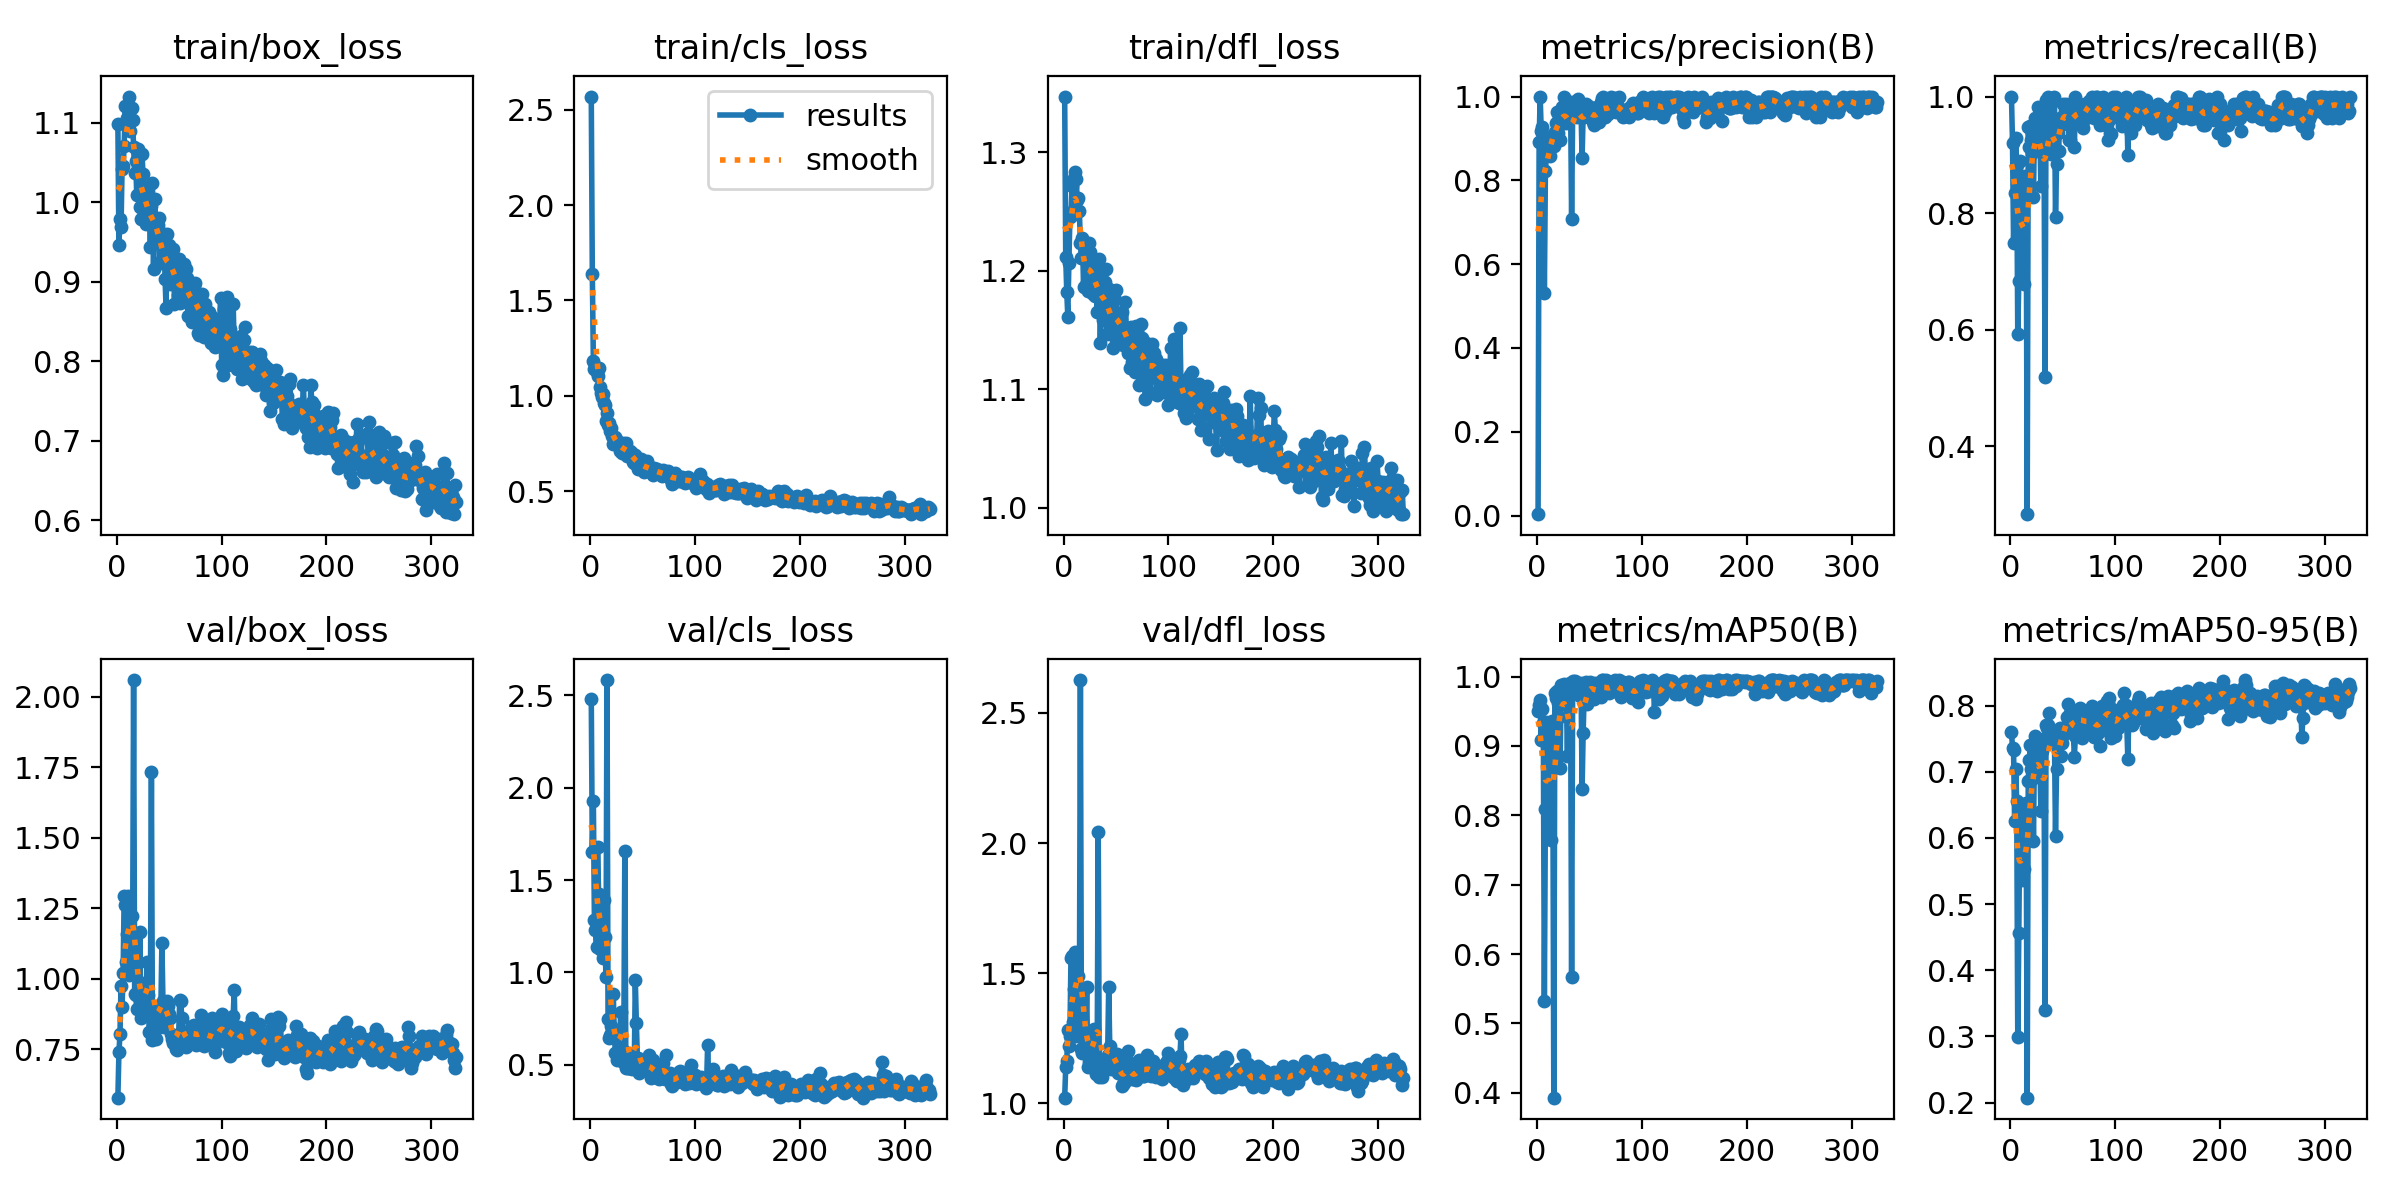 train/box_loss
train/cls_loss
train/dfl_loss
metrics/precision(B)
metrics/recall(B)
1.1
1.0
0.9
0.8
0.7
0.6
0 100 200 300
2.5
2.0
1.5
1.0
0.5
results
smooth
0 100 200 300
1.3
1.2
1.1
1.0
0 100 200 300
1.0
0.8
0.6
0.4
0.2
0.0
0 100 200 300
1.0
0.8
0.6
0.4
0 100 200 300
val/box_loss
val/cls_loss
val/dfl_loss
metrics/mAP50(B)
metrics/mAP50-95(B)
2.00
1.75
1.50
1.25
1.00
0.75
0 100 200 300
2.5
2.0
1.5
1.0
0.5
0 100 200 300
2.5
2.0
1.5
1.0
0 100 200 300
1.0
0.9
0.8
0.7
0.6
0.5
0.4
0 100 200 300
0.8
0.7
0.6
0.5
0.4
0.3
0.2
0 100 200 300